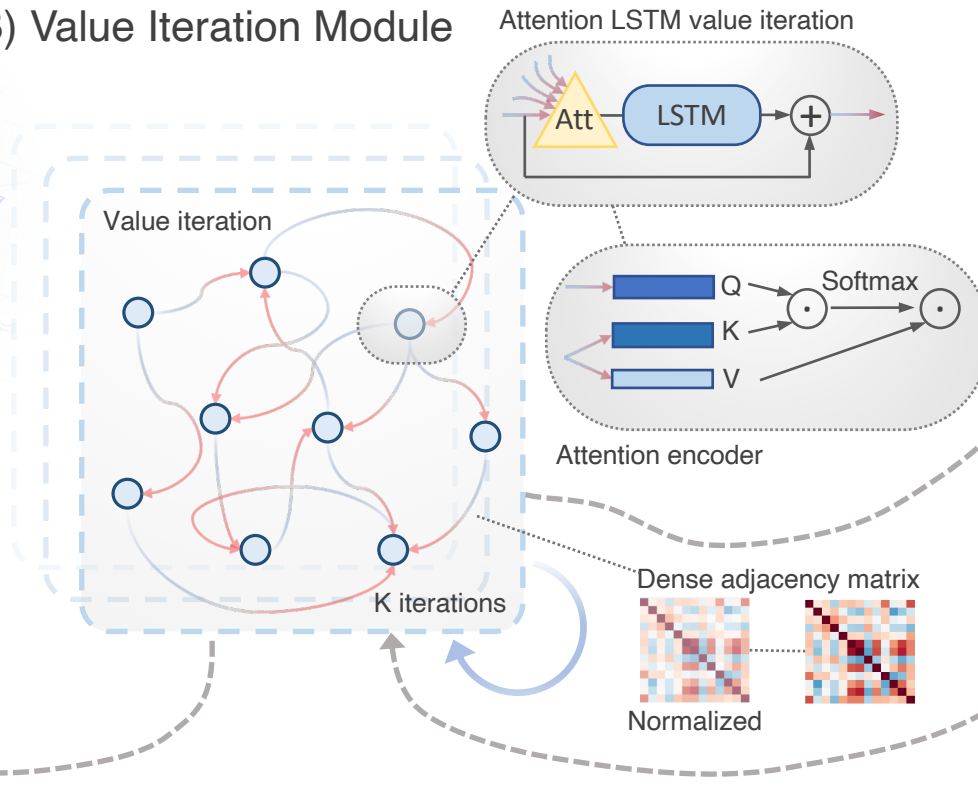 3) Value Iteration Module
Attention LSTM value iteration
Att
LSTM
+
Value iteration
Q
Softmax
K
V
Attention encoder
K iterations
Dense adjacency matrix
Normalized